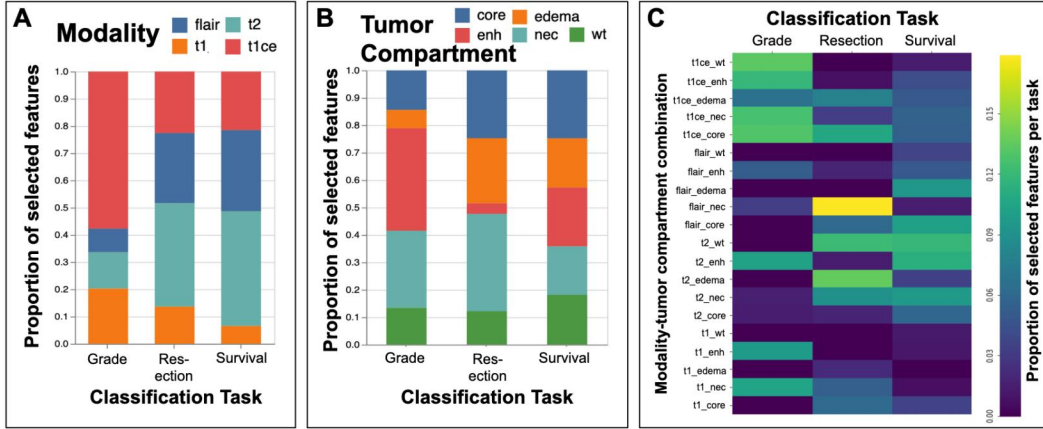 A
Modality
flair
t2
t1
t1ce
Proportion of selected features
1.0
0.9
0.8
0.7
0.6
0.5
0.4
0.3
0.2
0.1
0.0
Grade
Res-
ection
Survival
Classification Task
B
Tumor
Compartment
core
edema
enh
nec
wt
Proportion of selected features
1.0
0.9
0.8
0.7
0.6
0.5
0.4
0.3
0.2
0.1
0.0
Grade
Res-
ection
Survival
Classification Task
C
Classification Task
Grade
Resection
Survival
Modality-tumor compartment combination
t1ce_wt
t1ce_enh
t1ce_edema
t1ce_nec
t1ce_core
flair_wt
flair_enh
flair_edema
flair_nec
flair_core
t2_wt
t2_enh
t2_edema
t2_nec
t2_core
t1_wt
t1_enh
t1_edema
t1_nec
t1_core
0.15
0.12
0.09
0.06
0.03
0.00
Proportion of selected features per task